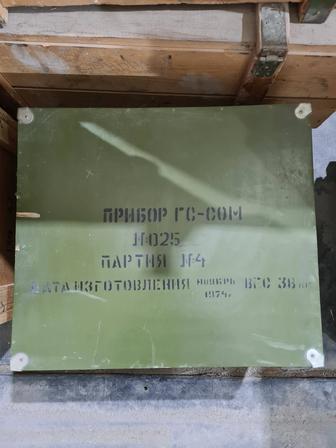 ПРИБОР ГС-СОМ
№025
ПАРТИЯ №4
ДАТА ИЗГОТОВЛЕНИЯ ноябрь ВГС 38
1974г.